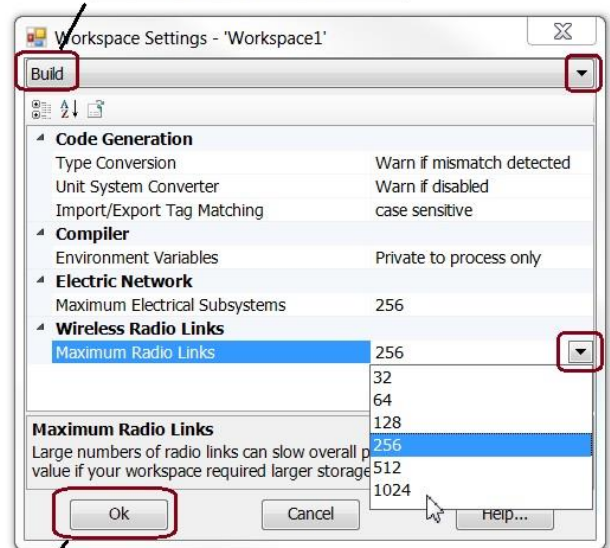 Workspace Settings - 'Workspace1'
Build
Code Generation
Type Conversion Warn if mismatch detected
Unit System Converter Warn if disabled
Import/Export Tag Matching case sensitive
Compiler
Environment Variables Private to process only
Electric Network
Maximum Electrical Subsystems 256
Wireless Radio Links
Maximum Radio Links 256
32
64
128
256
512
1024
Maximum Radio Links
Large numbers of radio links can slow overall p
value if your workspace required larger storage
Ok Cancel Help...